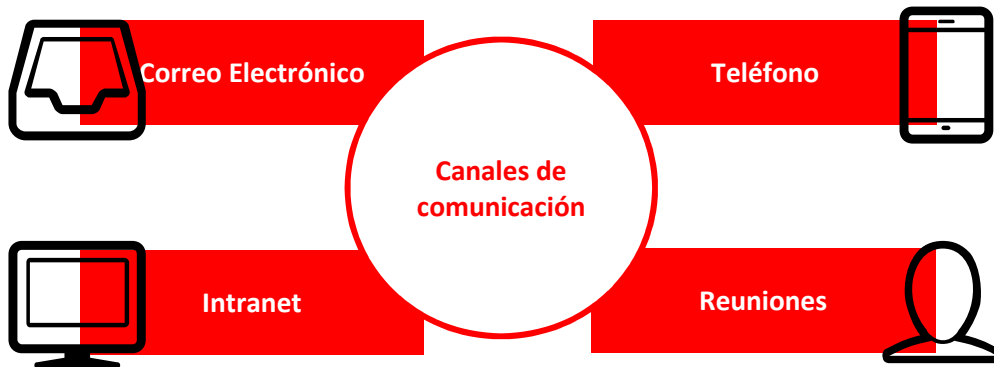 Correo Electrónico
Teléfono
Canales de
comunicación
Intranet
Reuniones